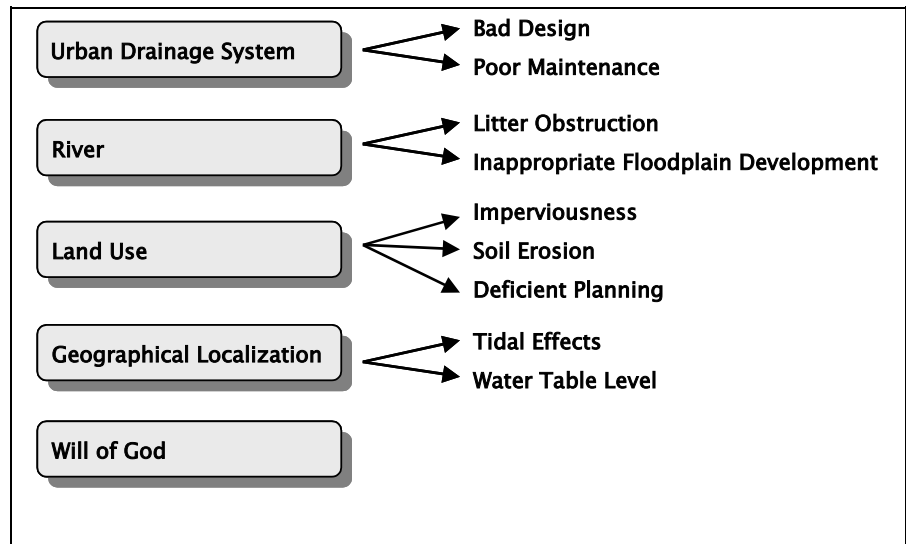 Urban Drainage System
Bad Design
Poor Maintenance
River
Litter Obstruction
Inappropriate Floodplain Development
Land Use
Imperviousness
Soil Erosion
Deficient Planning
Geographical Localization
Tidal Effects
Water Table Level
Will of God